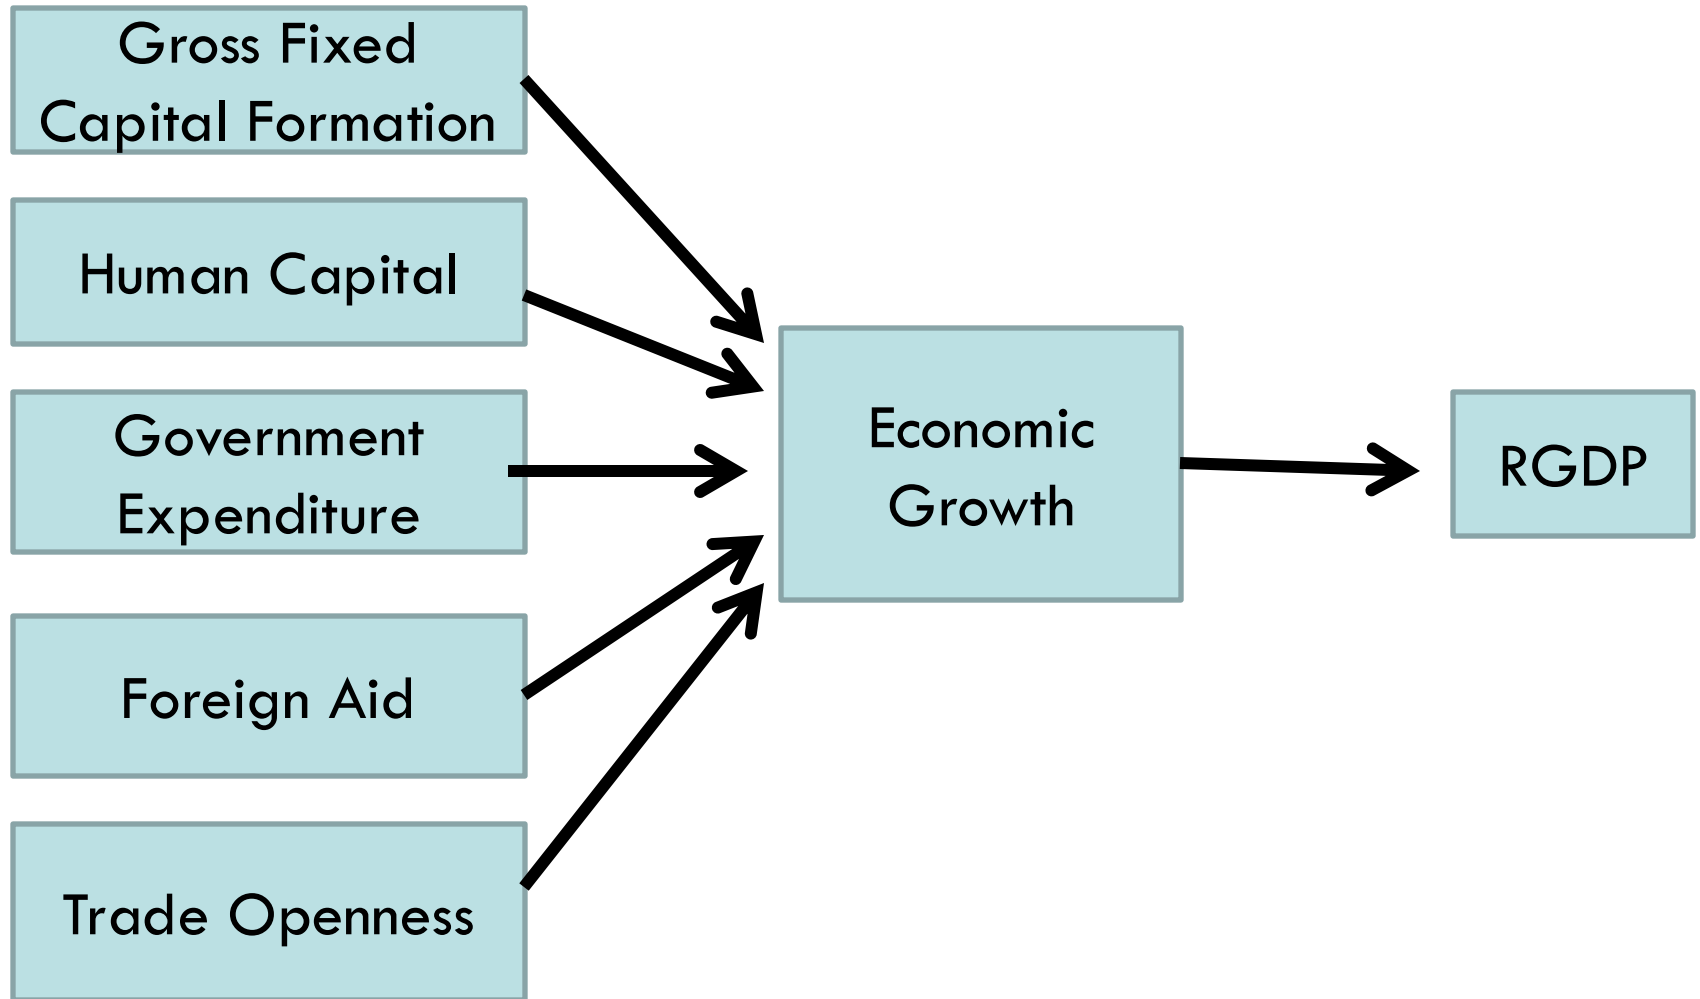 Gross Fixed
Capital Formation
Human Capital
Government
Expenditure
Foreign Aid
Trade Openness
Economic
Growth
RGDP